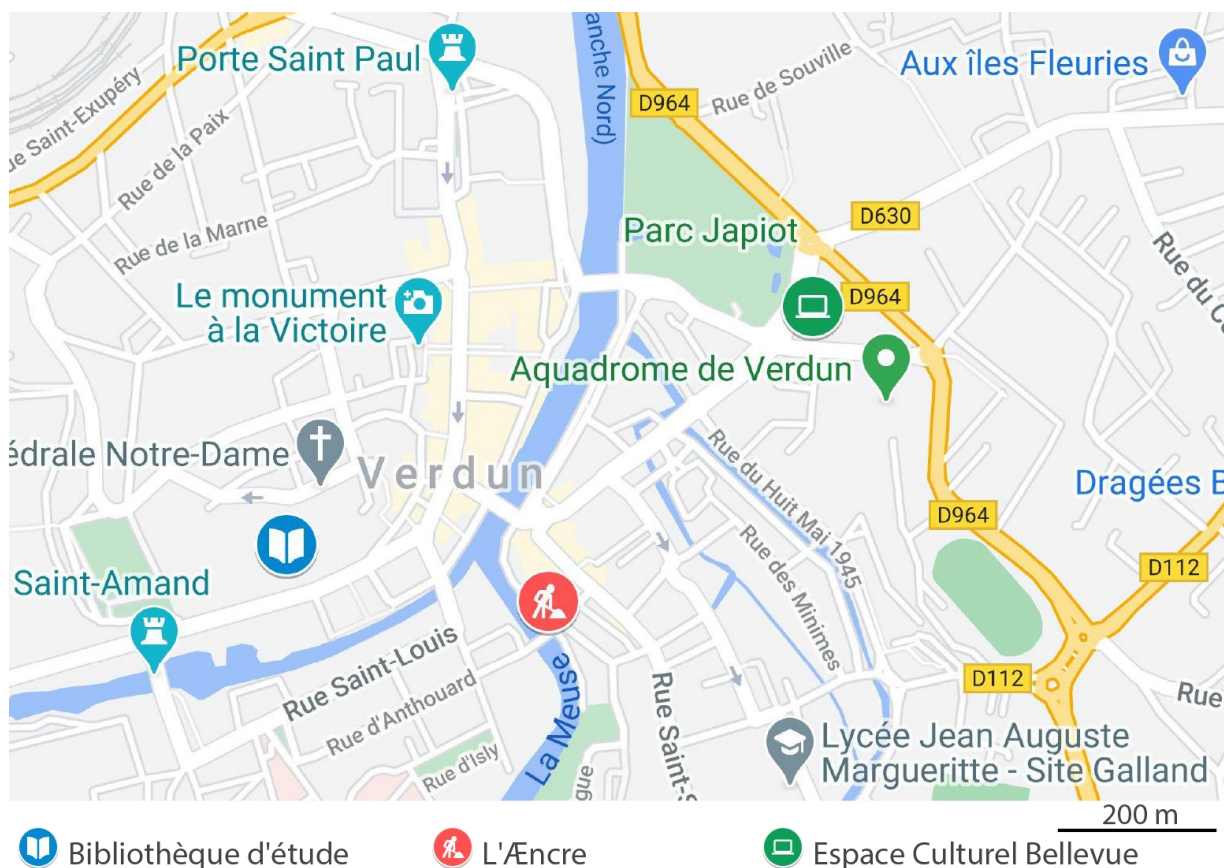 anche Nord)
Porte Saint Paul
Aux îles Fleuries
Rue de Souville
D964
ue Saint-Exupéry
Rue de la Paix
D630
Parc Japiot
Rue de la Marne
Rue du C
Le monument
à la Victoire
D964
Aquadrome de Verdun
édrale Notre-Dame
Verdun
Rue du Huit Mai 1945
Dragées B
D964
Rue des Minimes
D112
Saint-Amand
Rue Saint-Louis
La Meuse
Rue d'Anthouard
Rue Saint-S
D112
Rue
Rue d'Isly
gue
Lycée Jean Auguste
Margueritte - Site Galland
200 m
Bibliothèque d'étude
L'Æncre
Espace Culturel Bellevue